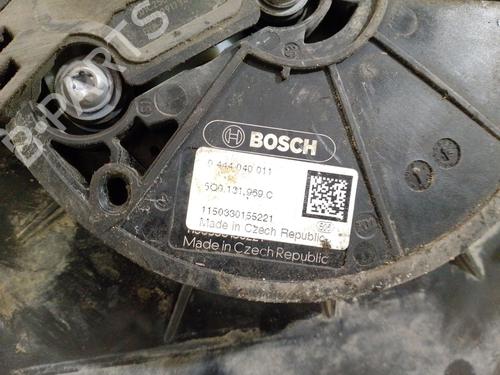 B-PARTS
BOSCH
0 444 040 011
5Q0.131.969.C
1150330155221
Made in Czech Republic
Made in Czech Republic